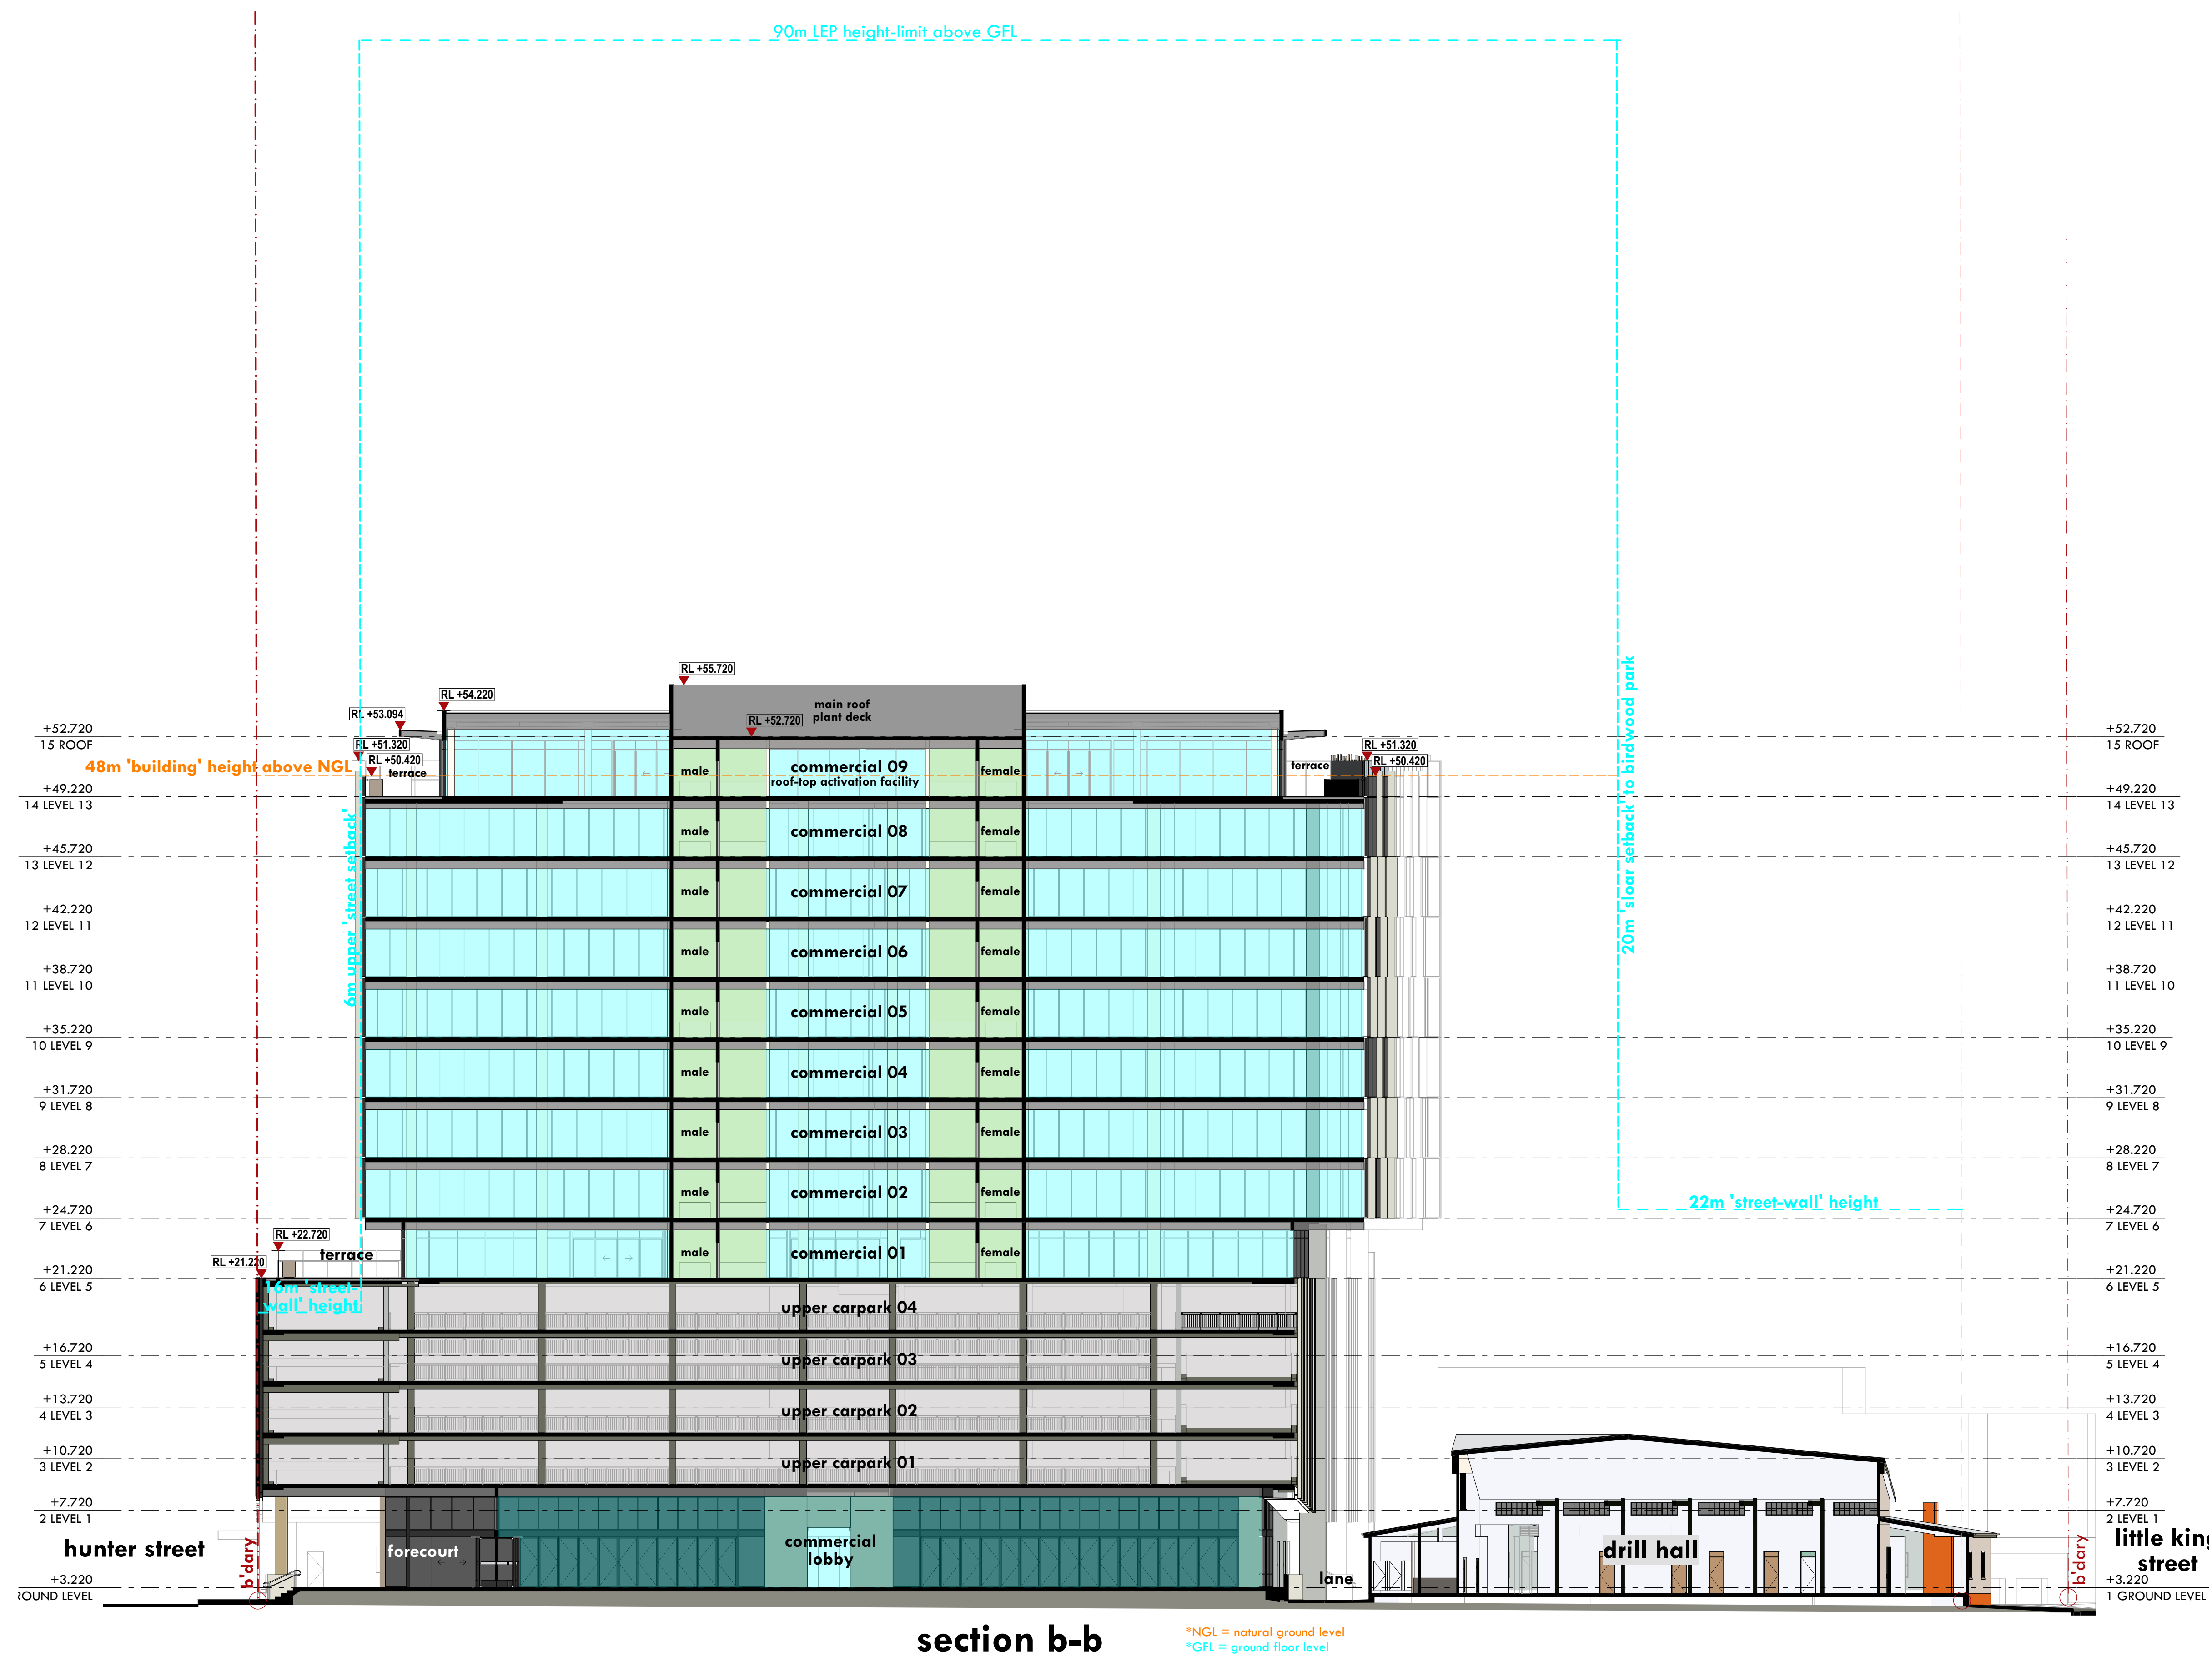 90m LEP height-limit above GFL
RL +55.720
RL +54.220
main roof
plant deck
RL +53.094
RL +52.720
+52.720
15 ROOF
+52.720
15 ROOF
RL +51.320
RL +51.320
RL +50.420
RL +50.420
48m 'building' height above NGL
terrace
male
commercial 09
roof-top activation facility
female
terrace
+49.220
14 LEVEL 13
+49.220
14 LEVEL 13
male
commercial 08
female
+45.720
13 LEVEL 12
+45.720
13 LEVEL 12
6m upper 'street setback'
20m 'sloar setback' to birdwood park
male
commercial 07
female
+42.220
12 LEVEL 11
+42.220
12 LEVEL 11
male
commercial 06
female
+38.720
11 LEVEL 10
+38.720
11 LEVEL 10
male
commercial 05
female
+35.220
10 LEVEL 9
+35.220
10 LEVEL 9
male
commercial 04
female
+31.720
9 LEVEL 8
+31.720
9 LEVEL 8
male
commercial 03
female
+28.220
8 LEVEL 7
+28.220
8 LEVEL 7
male
commercial 02
female
22m 'street-wall' height
+24.720
7 LEVEL 6
+24.720
7 LEVEL 6
RL +22.720
terrace
male
commercial 01
female
RL +21.220
+21.220
6 LEVEL 5
+21.220
6 LEVEL 5
16m 'street-
wall' height
upper carpark 04
+16.720
5 LEVEL 4
upper carpark 03
+16.720
5 LEVEL 4
+13.720
4 LEVEL 3
upper carpark 02
+13.720
4 LEVEL 3
+10.720
3 LEVEL 2
upper carpark 01
+10.720
3 LEVEL 2
+7.720
2 LEVEL 1
+7.720
2 LEVEL 1
hunter street
b'dary
forecourt
commercial
lobby
lane
drill hall
b'dary
little king
street
+3.220
ROUND LEVEL
+3.220
1 GROUND LEVEL
section b-b
*NGL = natural ground level
*GFL = ground floor level